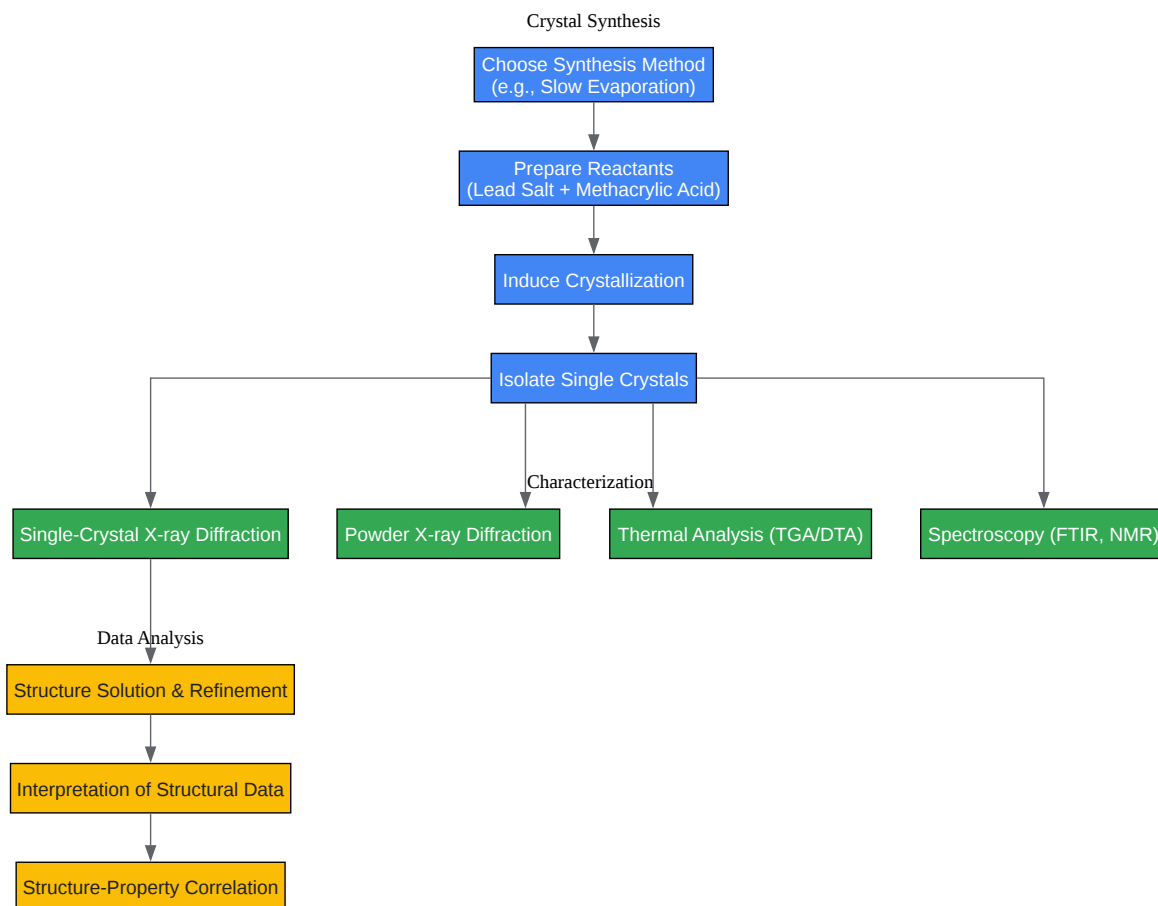 Crystal Synthesis
Choose Synthesis Method
(e.g., Slow Evaporation)
Prepare Reactants
(Lead Salt + Methacrylic Acid)
Induce Crystallization
Isolate Single Crystals
Characterization
Single-Crystal X-ray Diffraction
Powder X-ray Diffraction
Thermal Analysis (TGA/DTA)
Spectroscopy (FTIR, NMR)
Data Analysis
Structure Solution & Refinement
Interpretation of Structural Data
Structure-Property Correlation